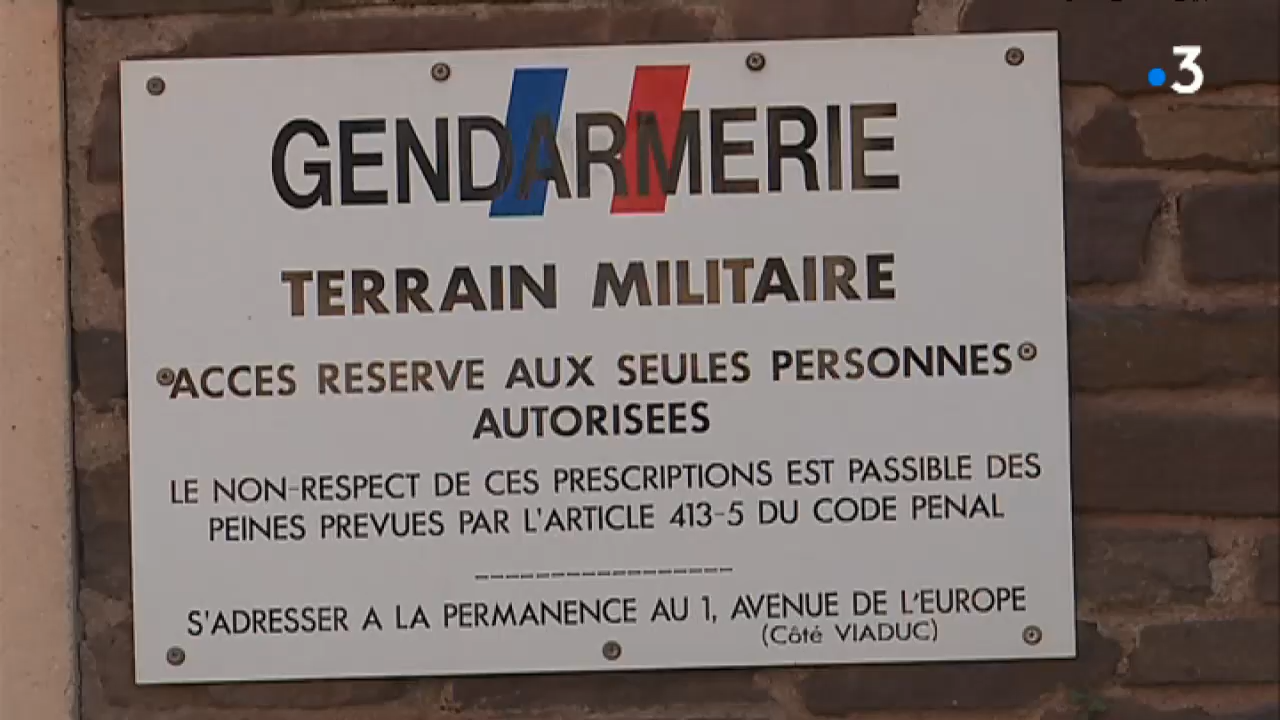 3
GENDARMERIE
TERRAIN MILITAIRE
ACCES RESERVE AUX SEULES PERSONNES
AUTORISEES
LE NON-RESPECT DE CES PRESCRIPTIONS EST PASSIBLE DES
PEINES PREVUES PAR L'ARTICLE 413-5 DU CODE PENAL
S'ADRESSER A LA PERMANENCE AU 1, AVENUE DE L'EUROPE
(Côté VIADUC)